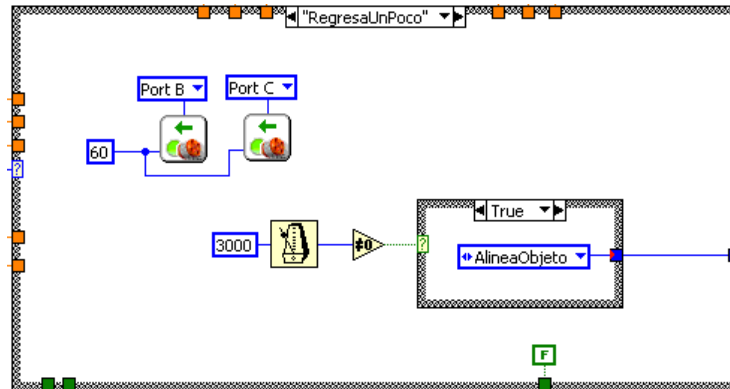 "RegresaUnPoco"
Port B
Port C
60
True
3000
≠0
?
?
AlineaObjeto
F